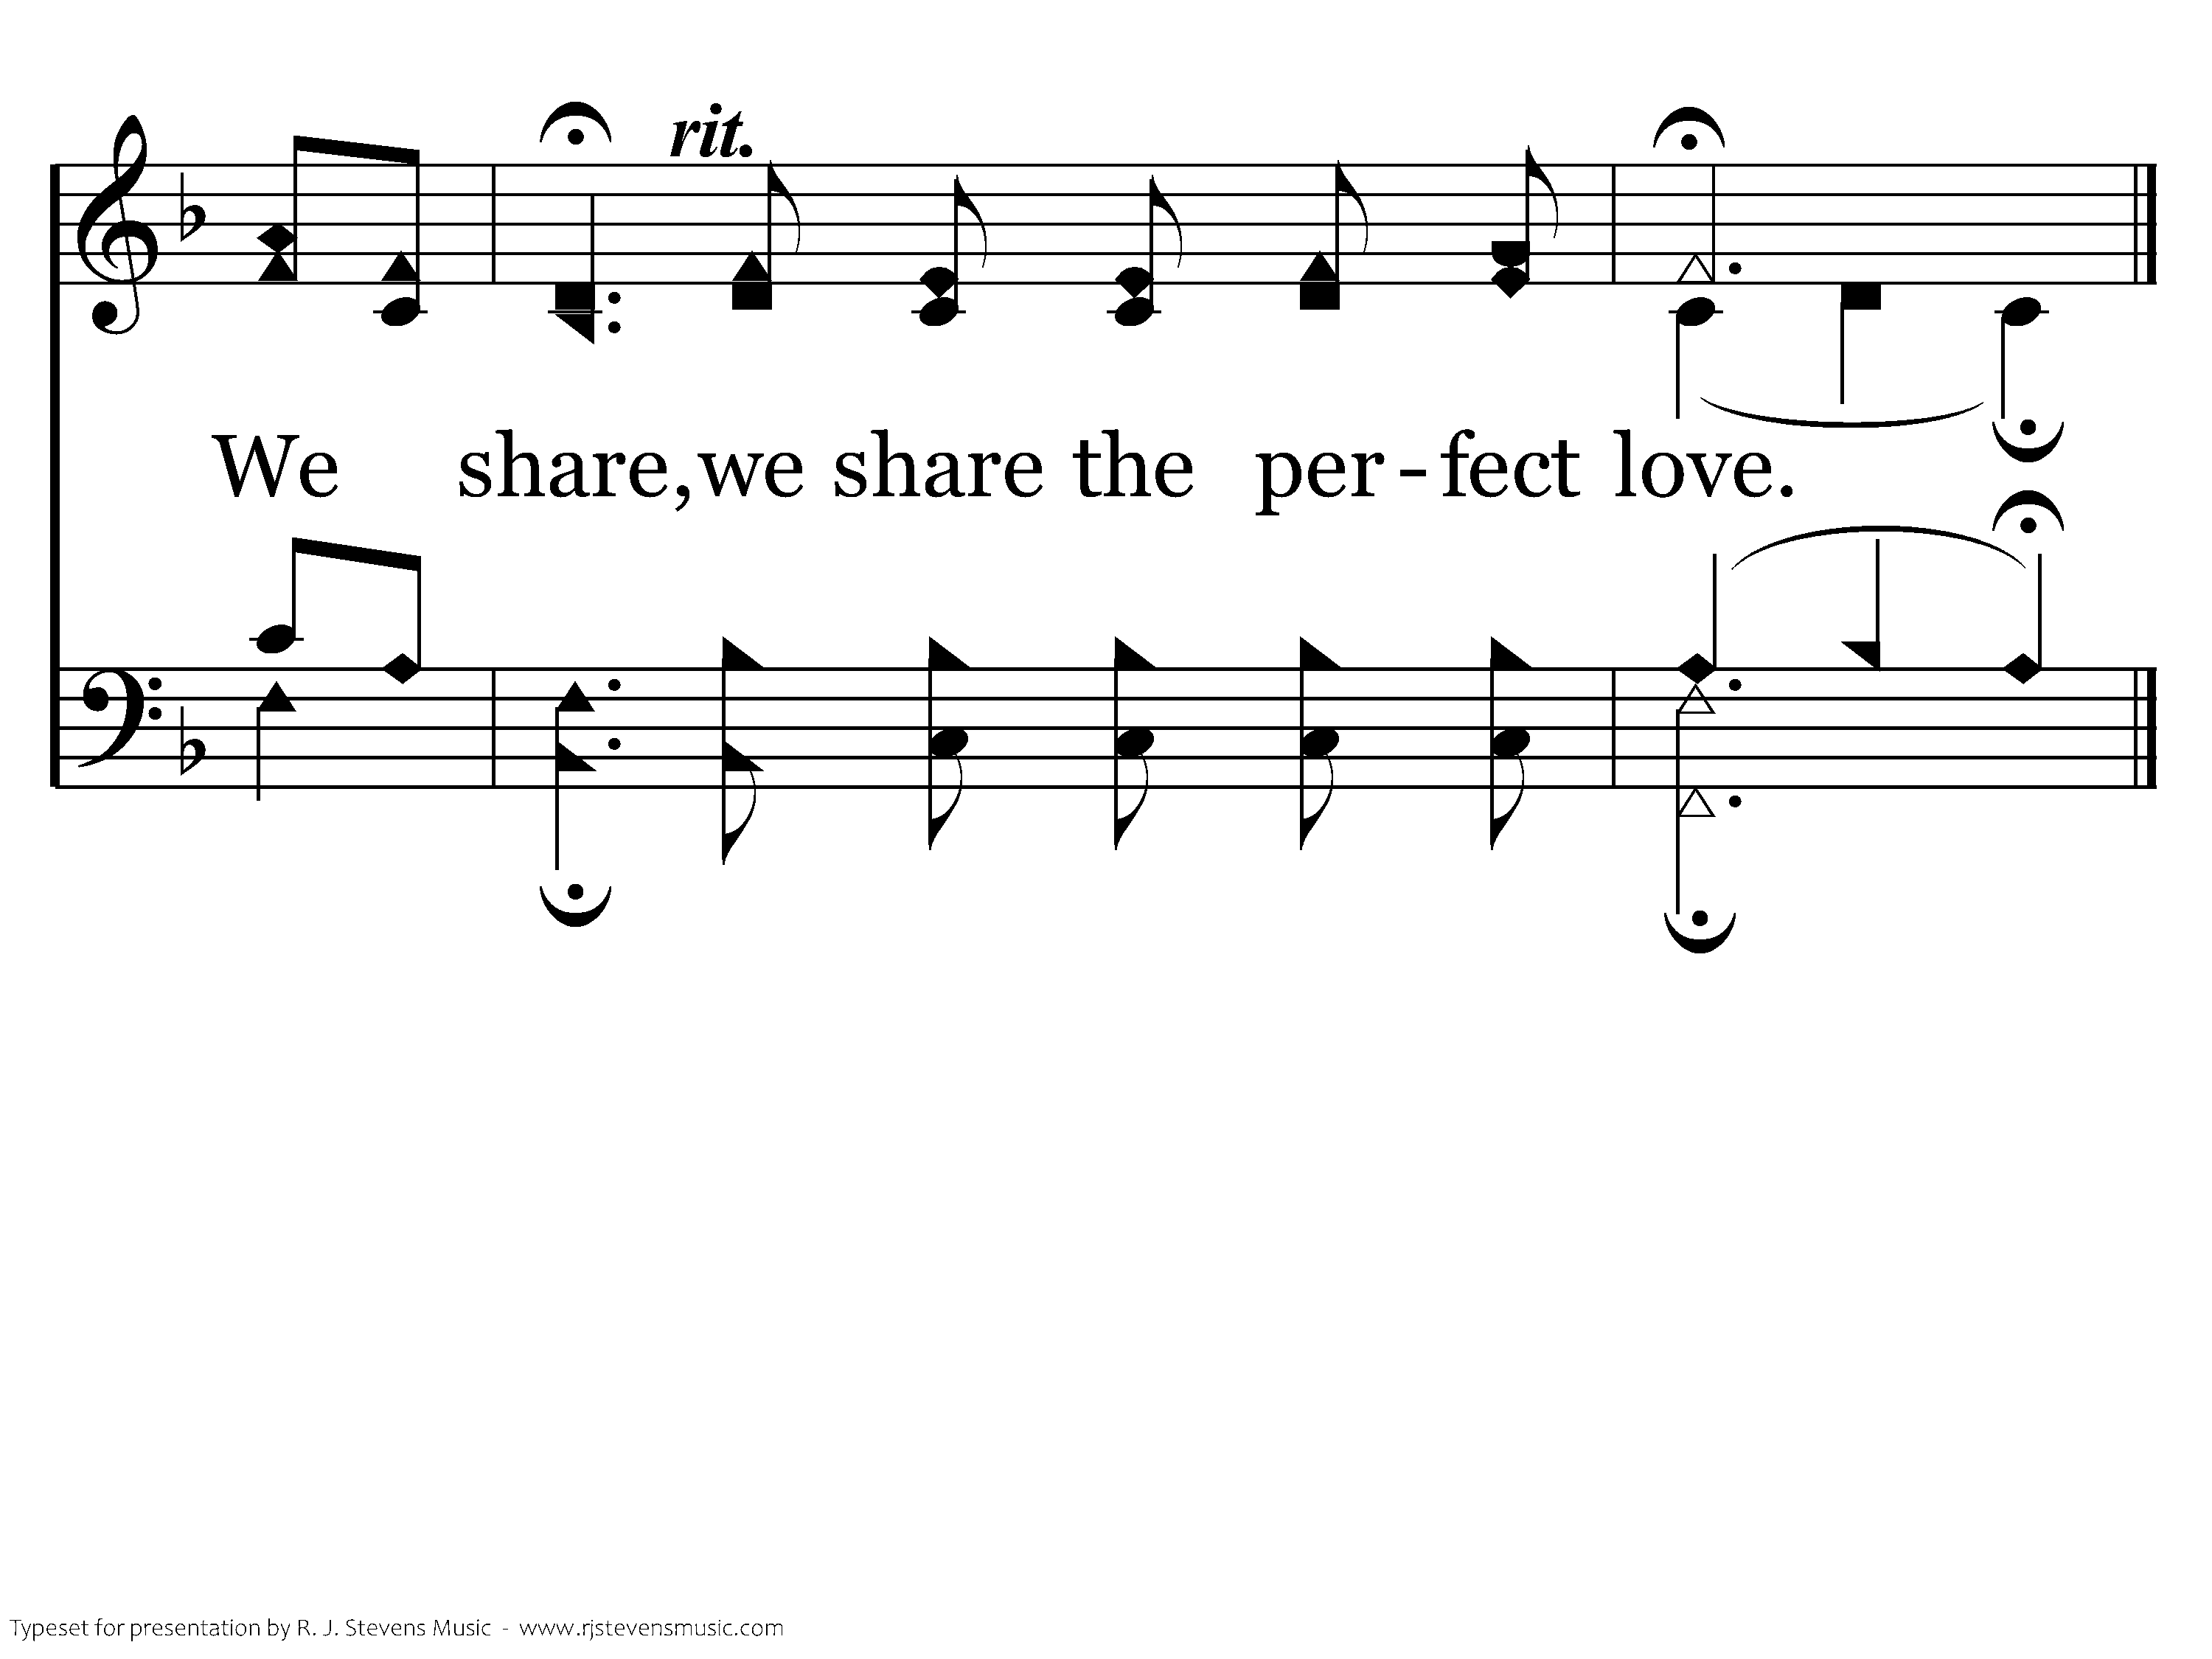 rit.
We share,we share the per-fect love.
Typeset for presentation by R. J. Stevens Music - www.rjstevensmusic.com